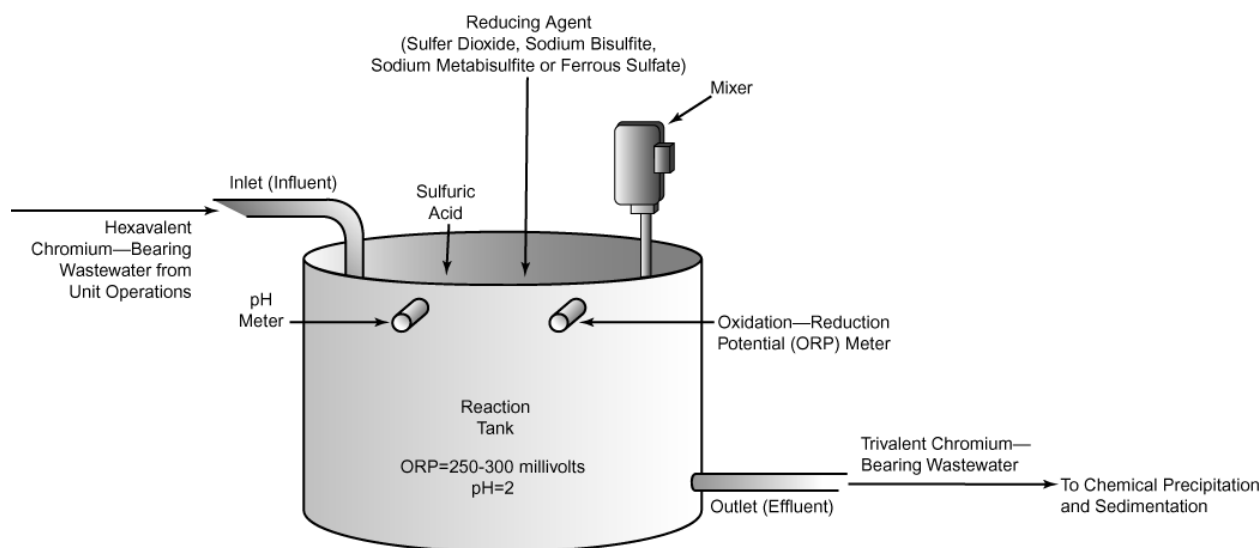 Reducing Agent
(Sulfer Dioxide, Sodium Bisulfite,
Sodium Metabisulfite or Ferrous Sulfate)
Mixer
Inlet (Influent)
Sulfuric
Acid
Hexavalent
Chromium—Bearing
Wastewater from
Unit Operations
pH
Meter
Oxidation—Reduction
Potential (ORP) Meter
Reaction
Tank
ORP=250-300 millivolts
pH=2
Trivalent Chromium—
Bearing Wastewater
Outlet (Effluent)
To Chemical Precipitation
and Sedimentation